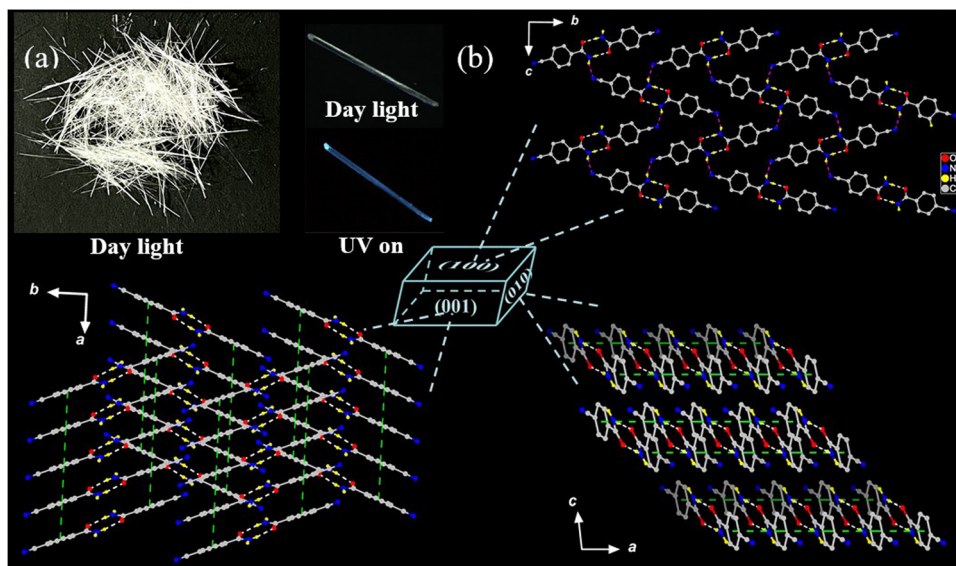 (a)
Day light
Day light
UV on
(b)
b
c
O
N
H
C
(100)
(010)
(001)
b
a
c
a